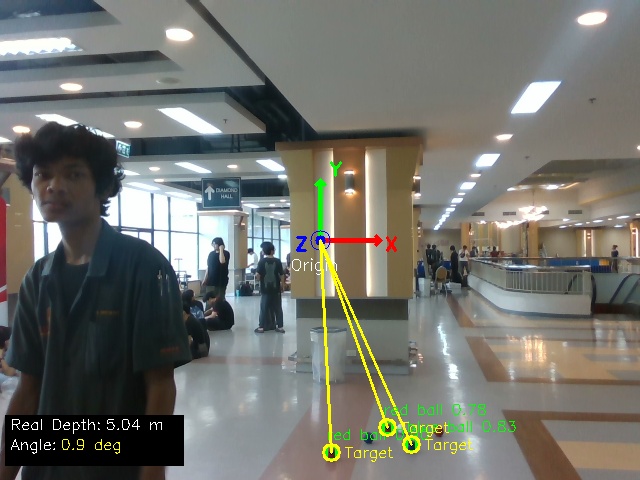 DIAMOND
HALL
Y
Z
X
Origin
red ball 0.78
ball 0.83
ed ball
Target
Target
Target
Real Depth: 5.04 m
Angle: 0.9 deg